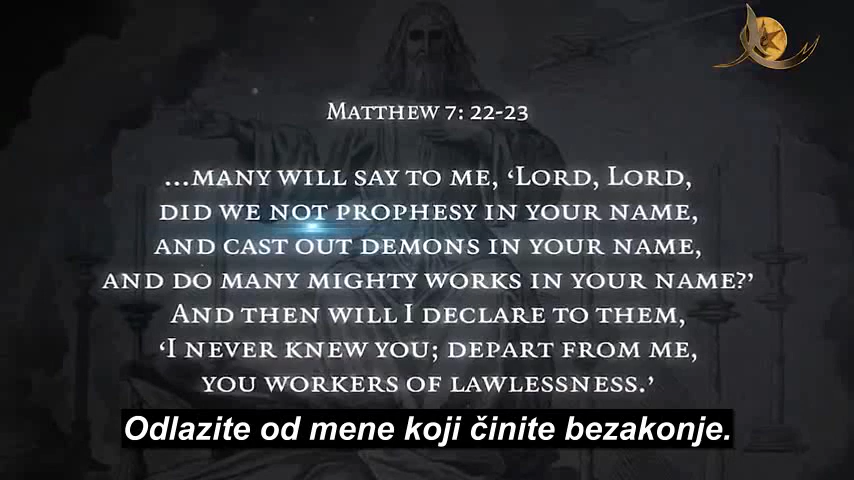 Matthew 7: 22-23
...many will say to me, ‘Lord, Lord,
did we not prophesy in your name,
and cast out demons in your name,
and do many mighty works in your name?’
And then will I declare to them,
‘I never knew you; depart from me,
you workers of lawlessness.’
Odlazite od mene koji činite bezakonje.